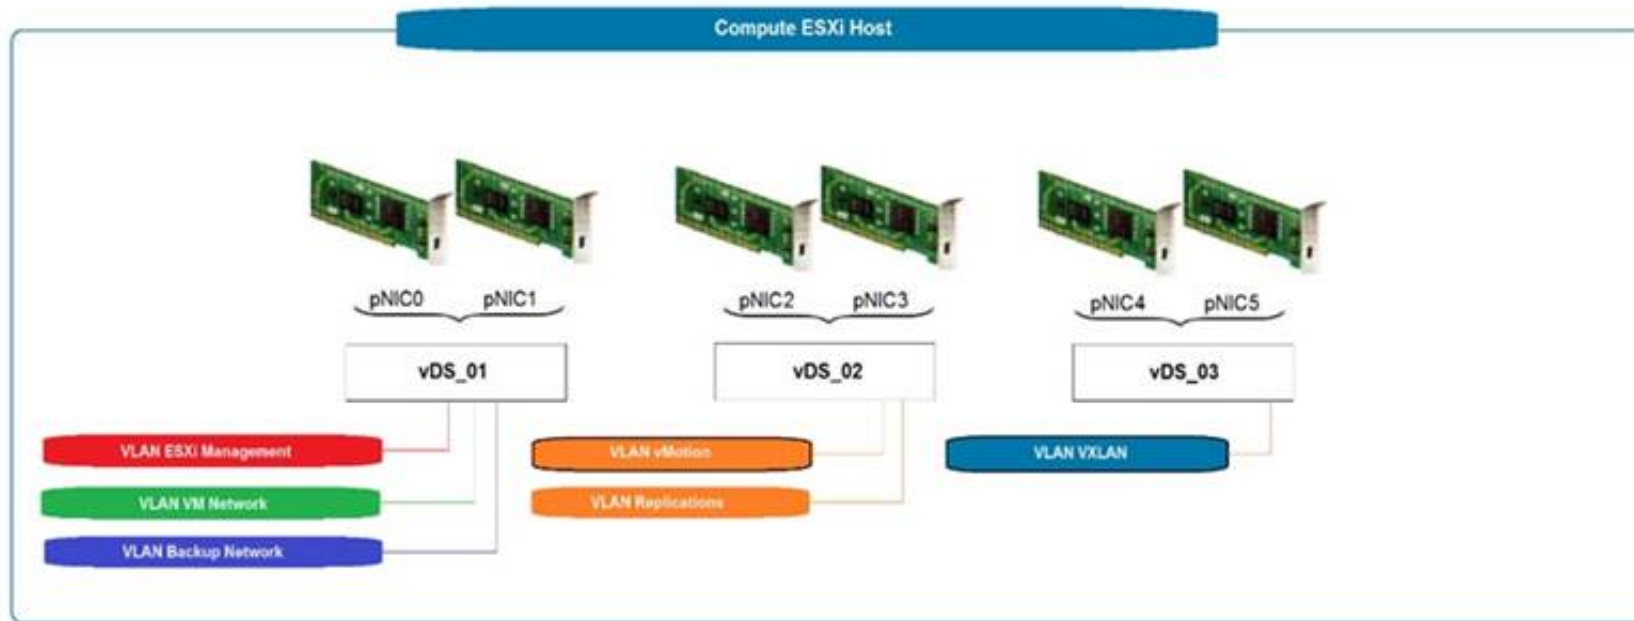 Compute ESXi Host
pNIC0 pNIC1 pNIC2 pNIC3 pNIC4 pNIC5
vDS_01 vDS_02 vDS_03
VLAN ESXi Management VLAN vMotion VLAN VXLAN
VLAN VM Network VLAN Replications
VLAN Backup Network